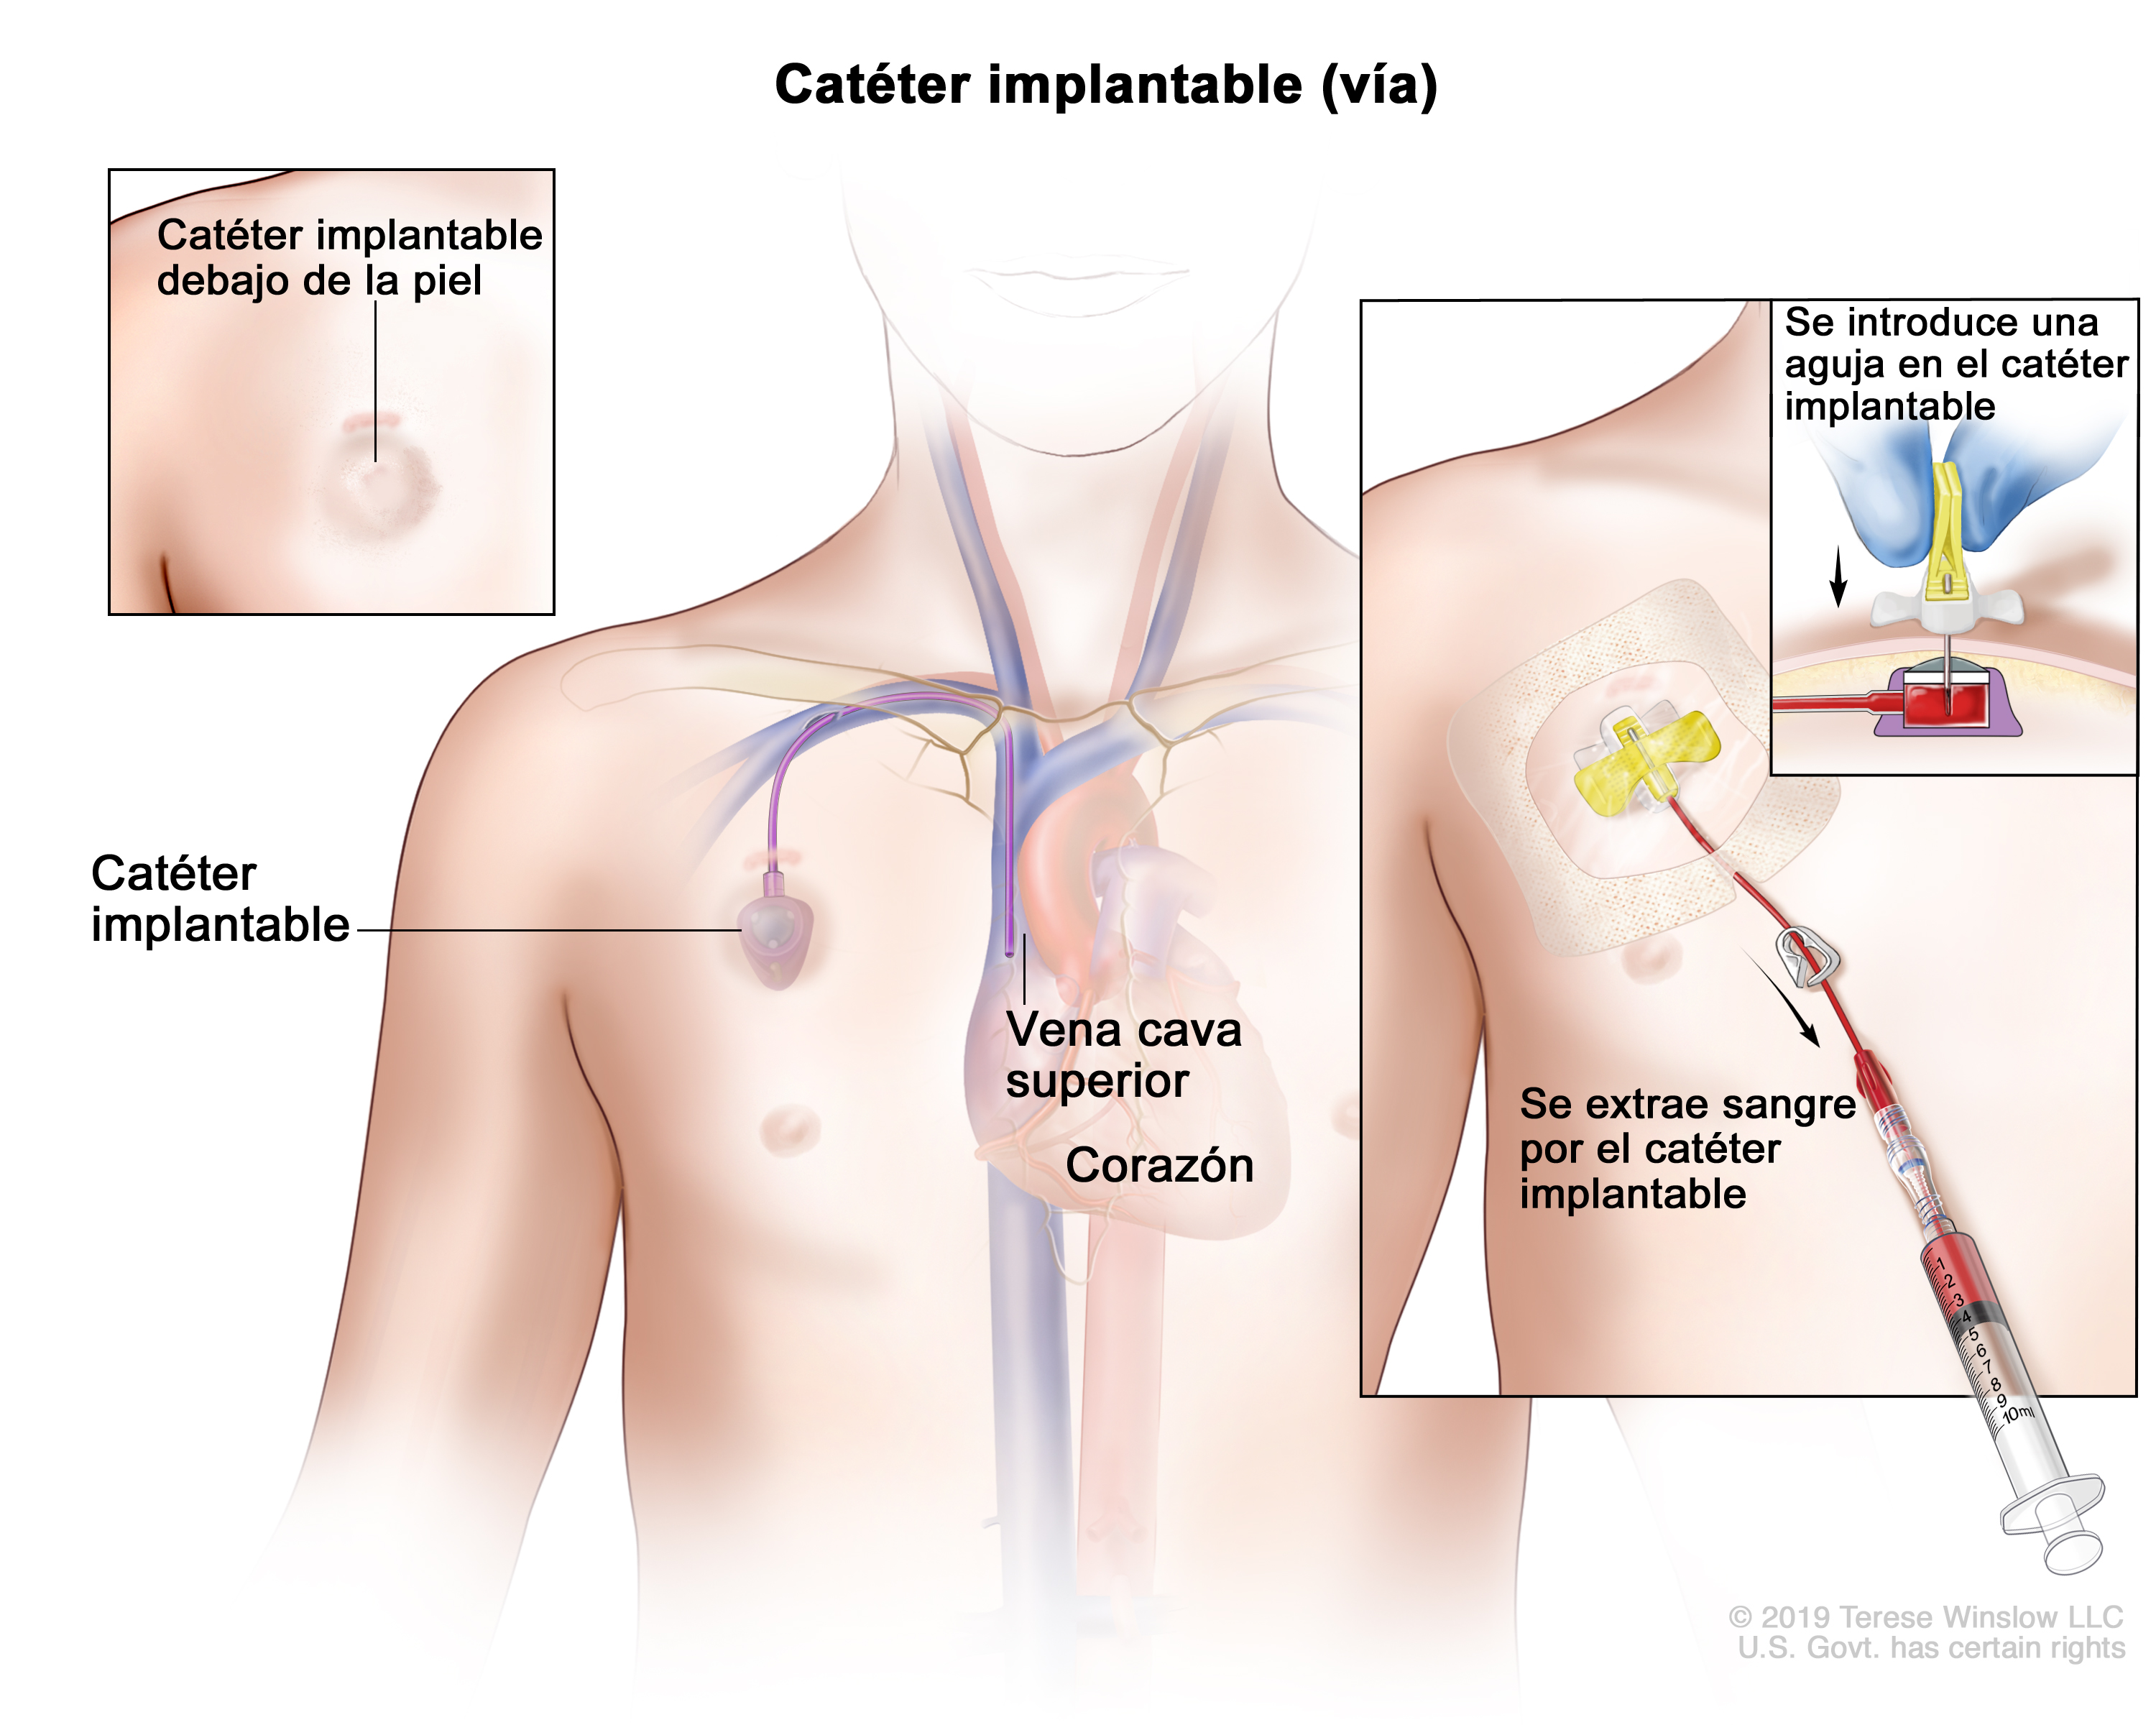 Catéter implantable (vía)
Catéter implantable
debajo de la piel
Se introduce una
aguja en el catéter
implantable
Catéter
implantable
Vena cava
superior
Corazón
Se extrae sangre
por el catéter
implantable
1
2
3
4
5
6
7
8
9
10ml
© 2019 Terese Winslow LLC
U.S. Govt. has certain rights